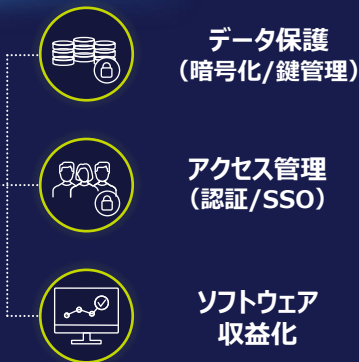 データ保護
（暗号化/鍵管理）
アクセス管理
（認証/SSO）
ソフトウェア
収益化